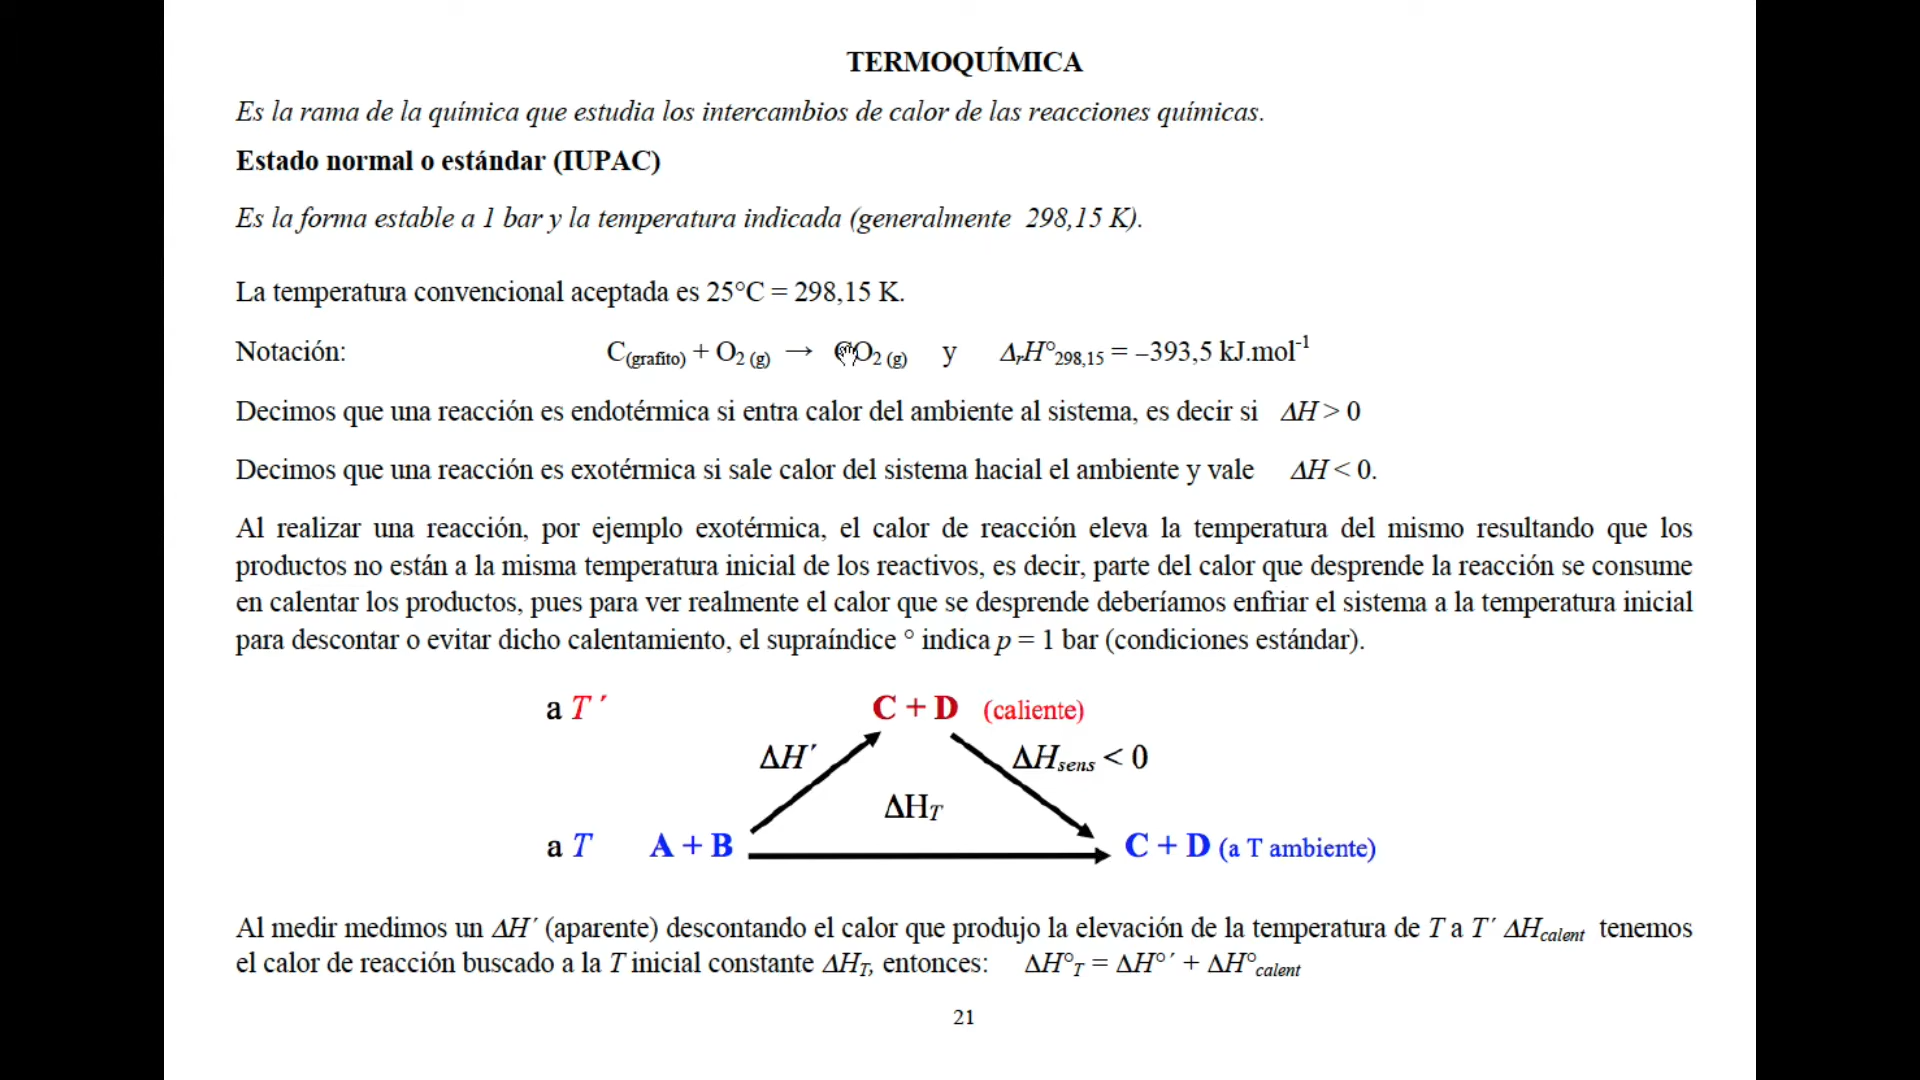 TERMOQUÍMICA
Es la rama de la química que estudia los intercambios de calor de las reacciones químicas.
Estado normal o estándar (IUPAC)
Es la forma estable a 1 bar y la temperatura indicada (generalmente 298,15 K).
La temperatura convencional aceptada es 25°C = 298,15 K.
Notación: C(grafito) + O2 (g) → CO2 (g) y ΔrH°298,15 = –393,5 kJ.mol-1
Decimos que una reacción es endotérmica si entra calor del ambiente al sistema, es decir si ΔH > 0
Decimos que una reacción es exotérmica si sale calor del sistema hacial el ambiente y vale ΔH < 0.
Al realizar una reacción, por ejemplo exotérmica, el calor de reacción eleva la temperatura del mismo resultando que los
productos no están a la misma temperatura inicial de los reactivos, es decir, parte del calor que desprende la reacción se consume
en calentar los productos, pues para ver realmente el calor que se desprende deberíamos enfriar el sistema a la temperatura inicial
para descontar o evitar dicho calentamiento, el supraíndice ° indica p = 1 bar (condiciones estándar).
a T´ C + D (caliente)
ΔH´ ΔHsens < 0
ΔHT
a T A + B C + D (a T ambiente)
Al medir medimos un ΔH´ (aparente) descontando el calor que produjo la elevación de la temperatura de T a T´ ΔHcalent tenemos
el calor de reacción buscado a la T inicial constante ΔHT, entonces: ΔH°T = ΔH°´ + ΔH°calent
21